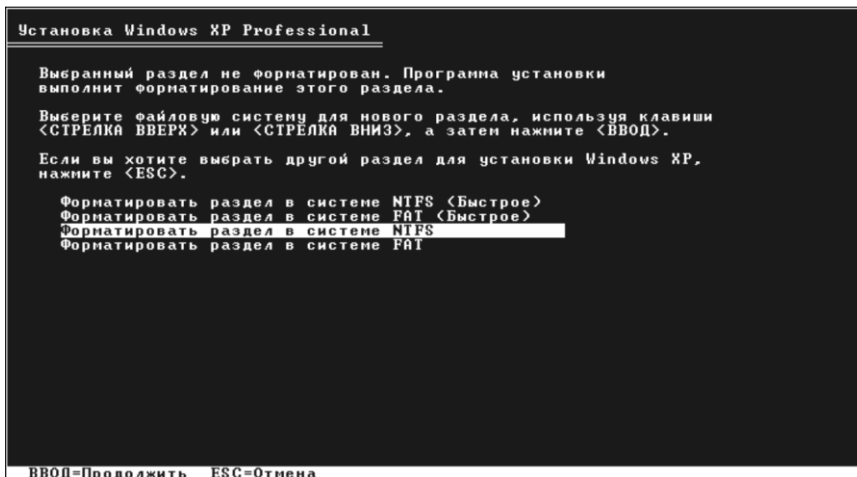 Установка Windows XP Professional
Выбранный раздел не форматирован. Программа установки
выполнит форматирование этого раздела.
Выберите файловую систему для нового раздела, используя клавиши
<СТРЕЛКА ВВЕРХ> или <СТРЕЛКА ВНИЗ>, а затем нажмите <ВВОД>.
Если вы хотите выбрать другой раздел для установки Windows XP,
нажмите <ESC>.
Форматировать раздел в системе NTFS (Быстрое)
Форматировать раздел в системе FAT (Быстрое)
Форматировать раздел в системе NTFS
Форматировать раздел в системе FAT
ВВОД=Продолжить ESC=Отмена